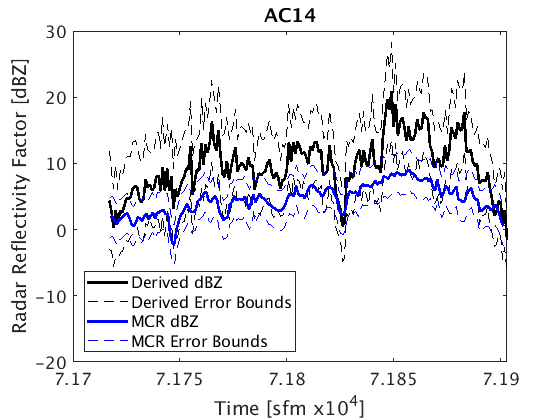 AC14
30
20
10
0
-10
-20
Radar Reflectivity Factor [dBZ]
Derived dBZ
Derived Error Bounds
MCR dBZ
MCR Error Bounds
7.17 7.175 7.18 7.185 7.19
Time [sfm x10⁴]